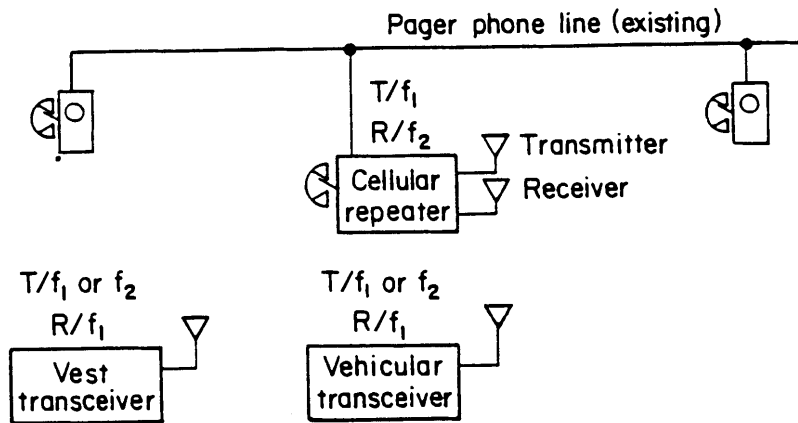 Pager phone line (existing)
T/f₁
R/f₂
Transmitter
Cellular
repeater
Receiver
T/f₁ or f₂
R/f₁
Vest
transceiver
T/f₁ or f₂
R/f₁
Vehicular
transceiver